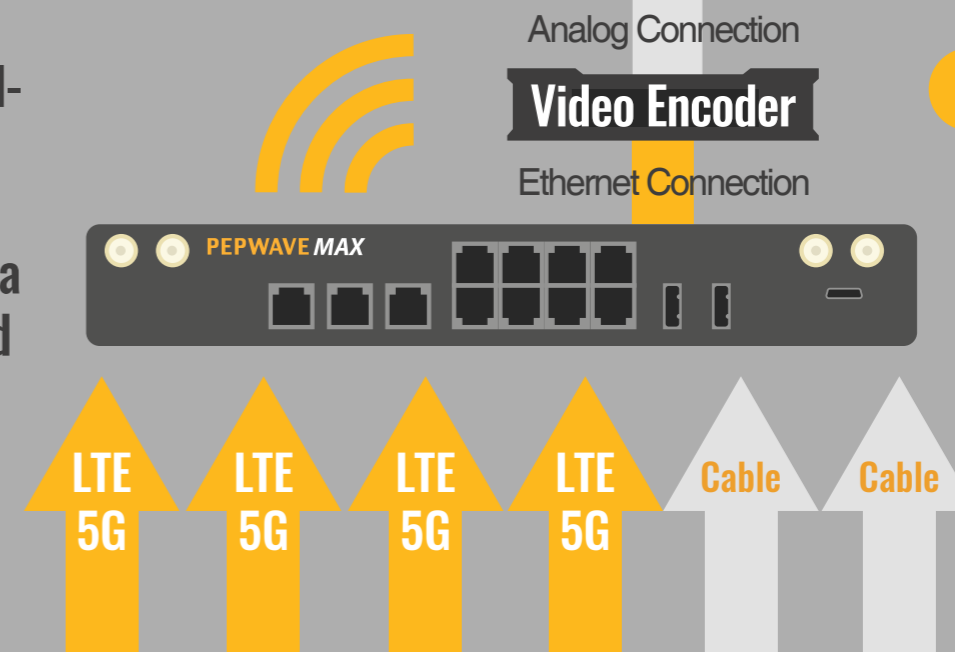 Analog Connection
Video Encoder
Ethernet Connection
PEPWAVE MAX
a
LTE
5G
LTE
5G
LTE
5G
LTE
5G
Cable
Cable